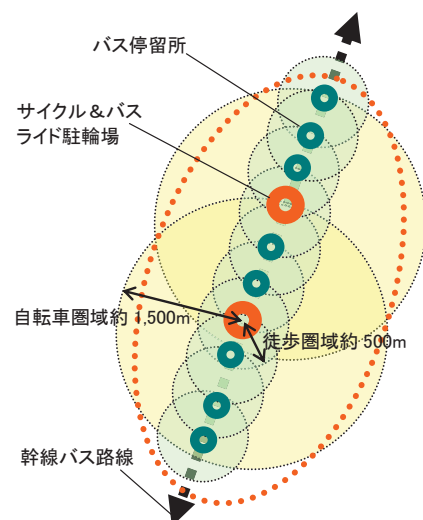 バス停留所
サイクル＆バス
ライド駐輪場
自転車圏域約 1,500m
徒歩圏域約 500m
幹線バス路線